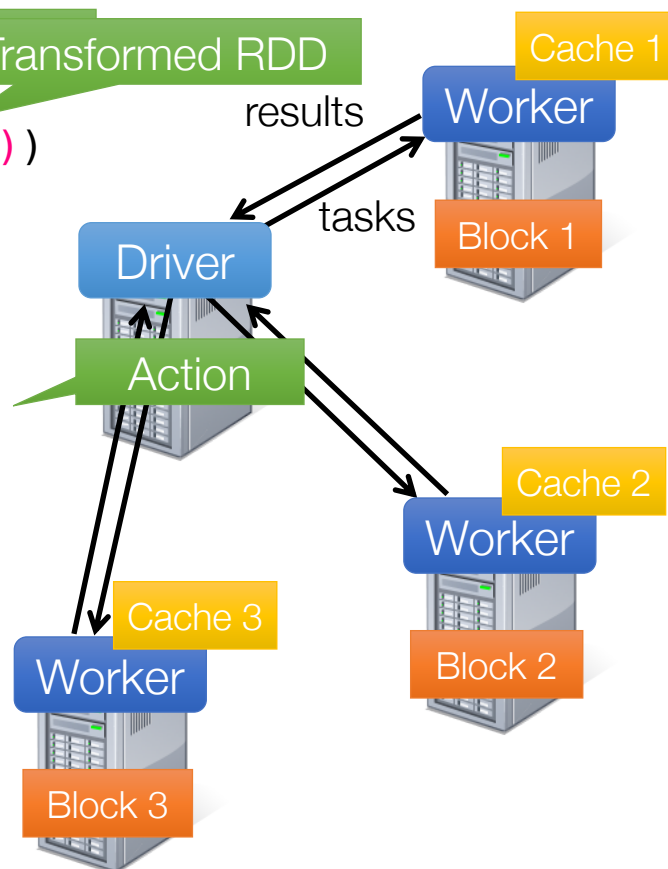 Transformed RDD
Cache 1
Worker
results
))
tasks
Block 1
Driver
Action
Cache 2
Worker
Cache 3
Block 2
Worker
Block 3